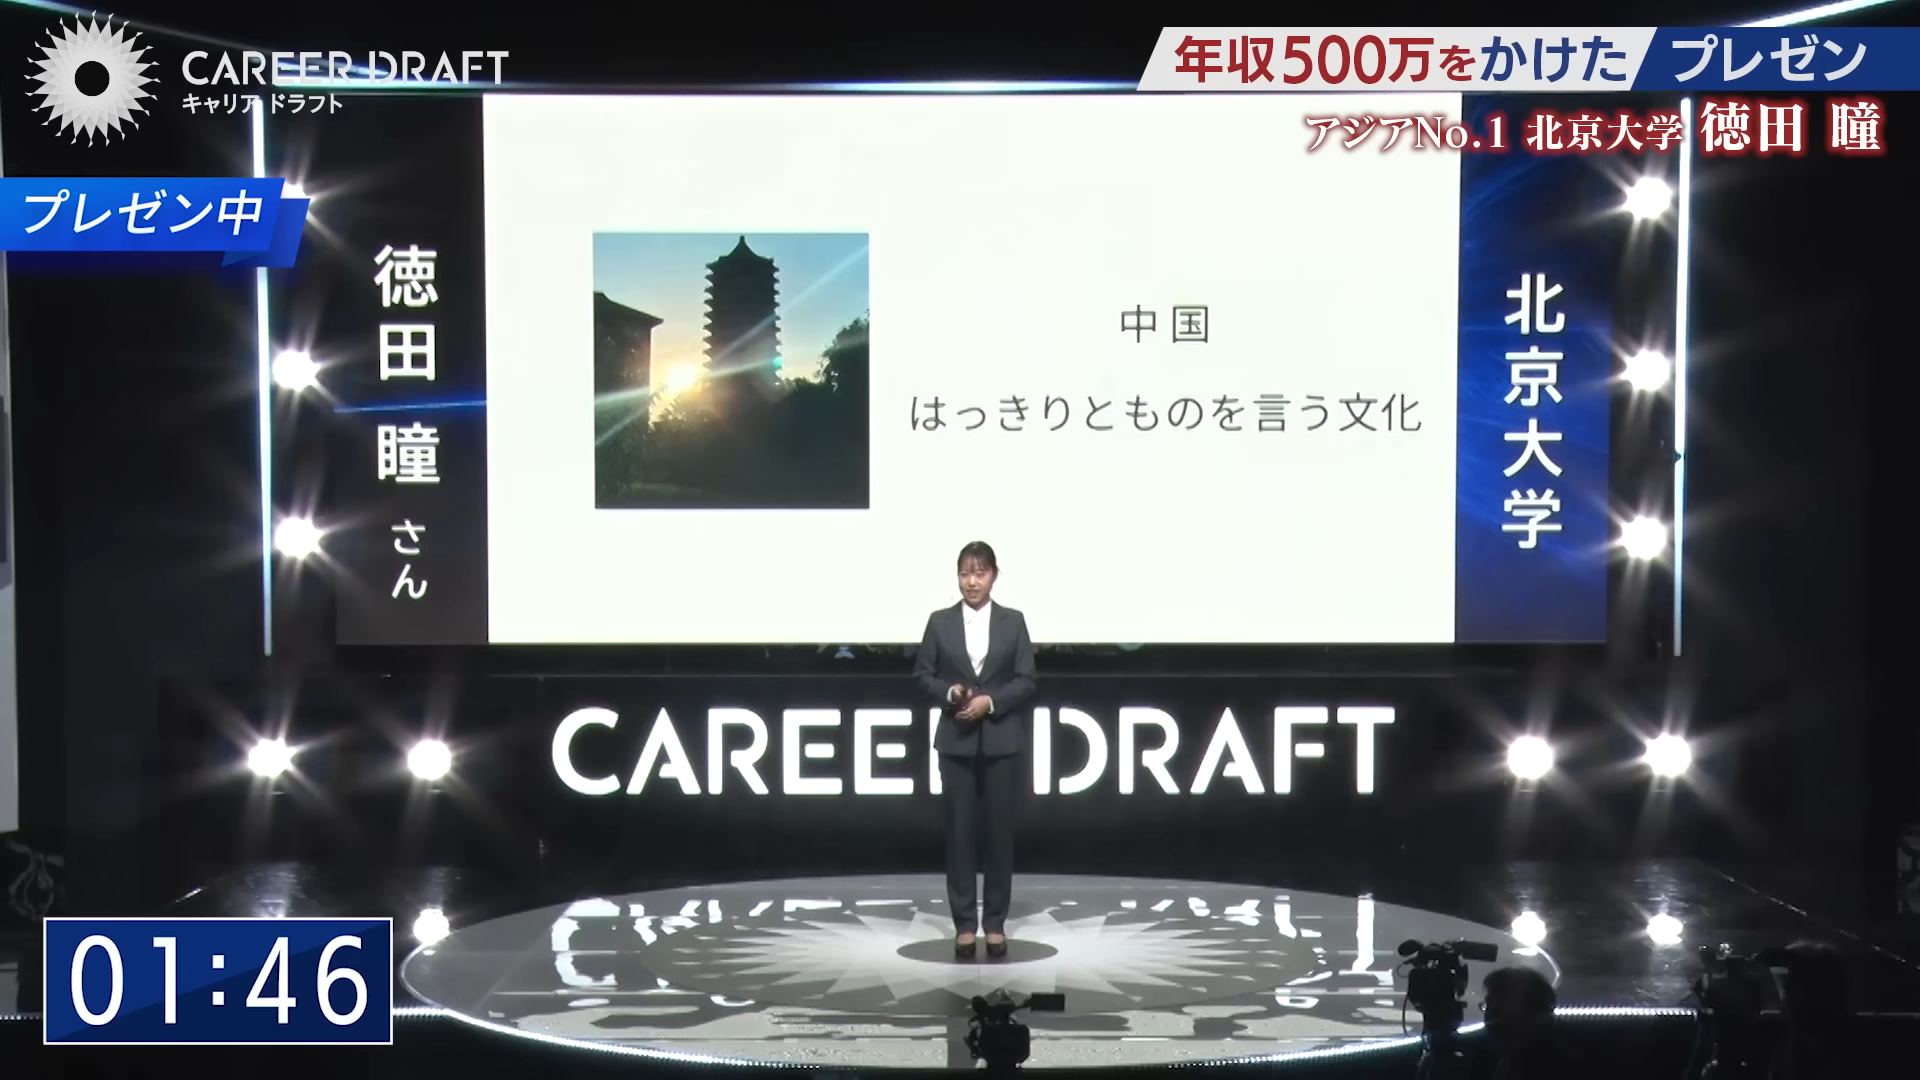 CAREER DRAFT
キャリア ドラフト
年収500万をかけた プレゼン
アジアNo.1 北京大学 徳田 瞳
プレゼン中
徳田 瞳 さん
中国
はっきりとものを言う文化
北京大学
CAREER DRAFT
01:46